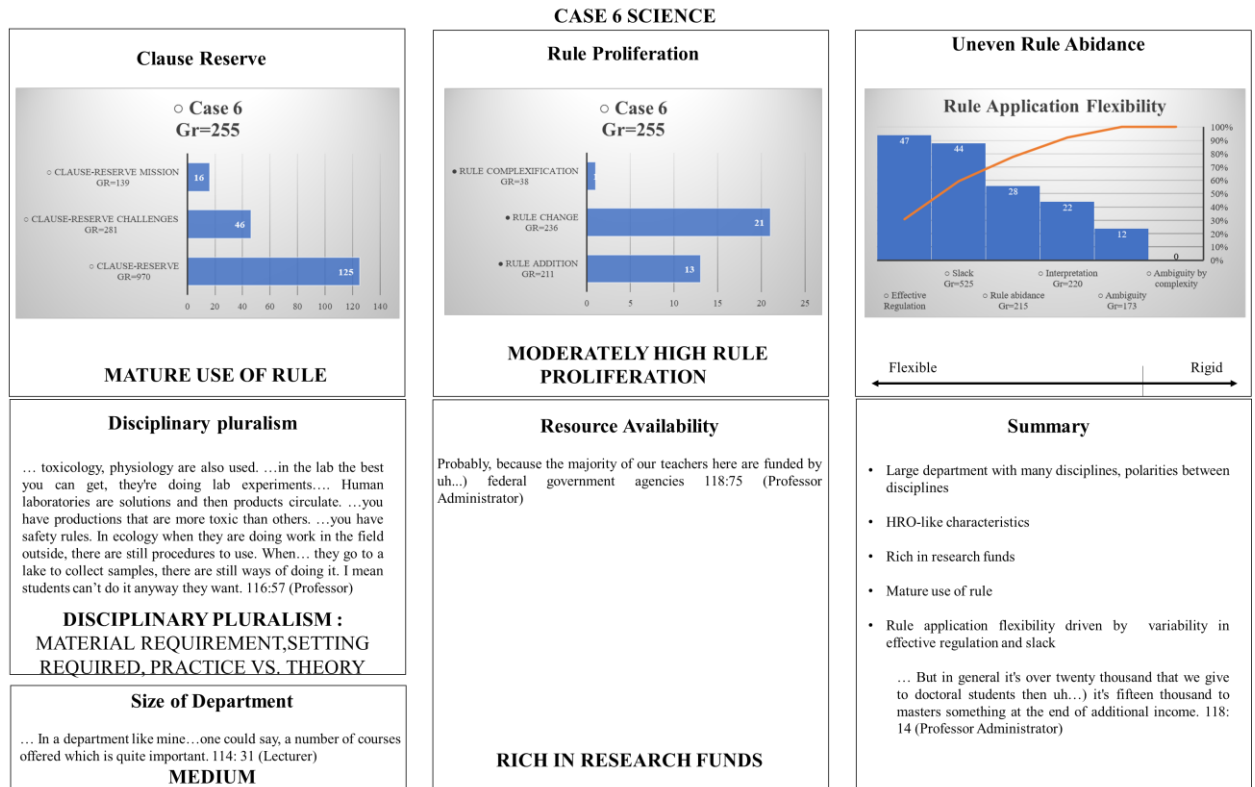 CASE 6 SCIENCE
Clause Reserve
○ Case 6
Gr=255
○ CLAUSE-RESERVE MISSION
GR=139
16
○ CLAUSE-RESERVE CHALLENGES
GR=281
46
○ CLAUSE-RESERVE
GR=970
125
0 20 40 60 80 100 120 140
MATURE USE OF RULE
Rule Proliferation
○ Case 6
Gr=255
● RULE COMPLEXIFICATION
GR=38
1
● RULE CHANGE
GR=236
21
● RULE ADDITION
GR=211
13
0 5 10 15 20 25
MODERATELY HIGH RULE
PROLIFERATION
Uneven Rule Abidance
Rule Application Flexibility
47
44
28
22
12
0
100%
90%
80%
70%
60%
50%
40%
30%
20%
10%
0%
○ Effective
Regulation
○ Slack
Gr=525
○ Rule abidance
Gr=215
○ Interpretation
Gr=220
○ Ambiguity
Gr=173
○ Ambiguity by
complexity
Flexible Rigid
Disciplinary pluralism
… toxicology, physiology are also used. …in the lab the best
you can get, they're doing lab experiments…. Human
laboratories are solutions and then products circulate. …you
have productions that are more toxic than others. …you have
safety rules. In ecology when they are doing work in the field
outside, there are still procedures to use. When… they go to a
lake to collect samples, there are still ways of doing it. I mean
students can't do it anyway they want. 116:57 (Professor)
DISCIPLINARY PLURALISM :
MATERIAL REQUIREMENT,SETTING
REQUIRED, PRACTICE VS. THEORY
Size of Department
… In a department like mine…one could say, a number of courses
offered which is quite important. 114: 31 (Lecturer)
MEDIUM
Resource Availability
Probably, because the majority of our teachers here are funded by
uh...) federal government agencies 118:75 (Professor
Administrator)
RICH IN RESEARCH FUNDS
Summary
• Large department with many disciplines, polarities between
disciplines
• HRO-like characteristics
• Rich in research funds
• Mature use of rule
• Rule application flexibility driven by variability in
effective regulation and slack
… But in general it's over twenty thousand that we give
to doctoral students then uh…) it's fifteen thousand to
masters something at the end of additional income. 118:
14 (Professor Administrator)